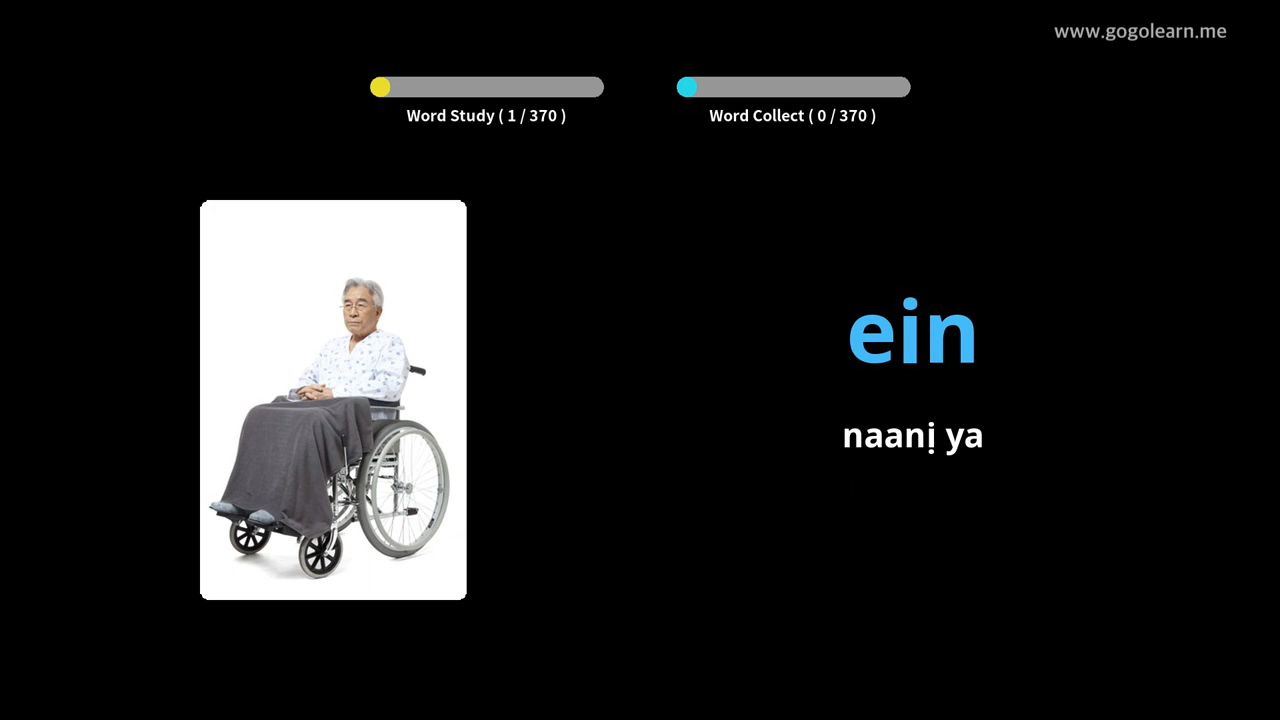 www.gogolearn.me
Word Study ( 1 / 370 )
Word Collect ( 0 / 370 )
ein
naanị ya